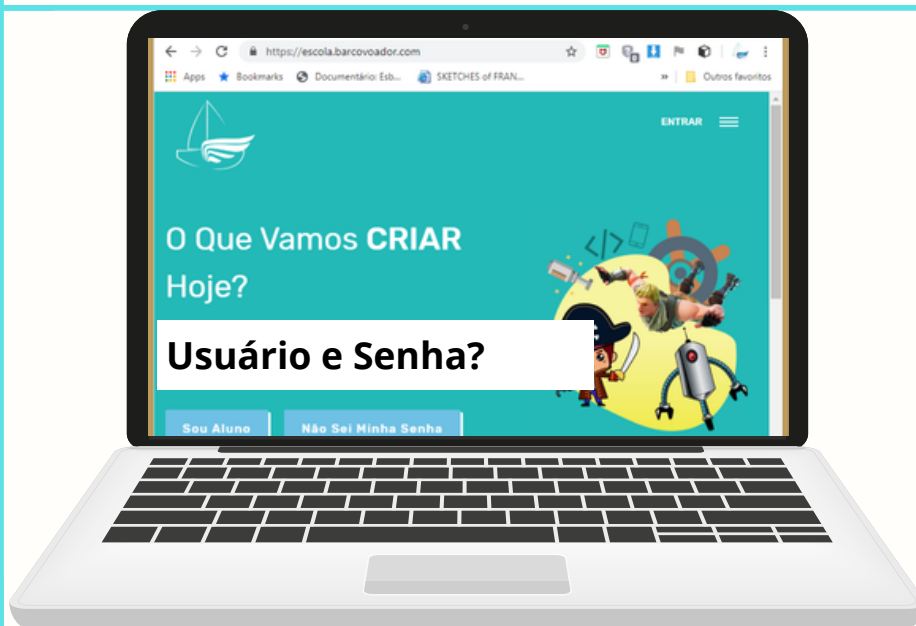 https://escola.barcovoador.com
Apps Bookmarks Documentário: Esb... SKETCHES of FRAN... » Outros favoritos
ENTRAR
O Que Vamos CRIAR
Hoje?
Usuário e Senha?
Sou Aluno Não Sei Minha Senha